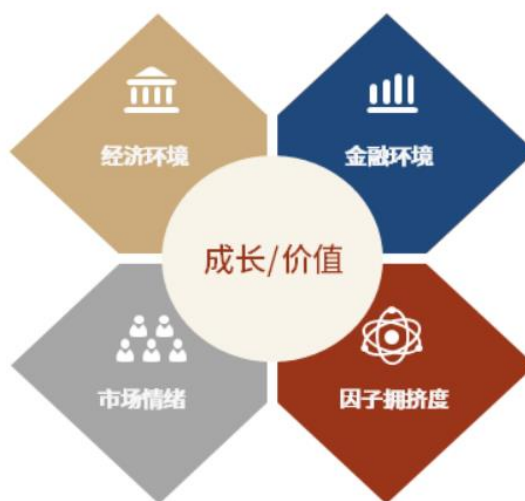 经济环境
金融环境
成长/价值
市场情绪
因子拥挤度